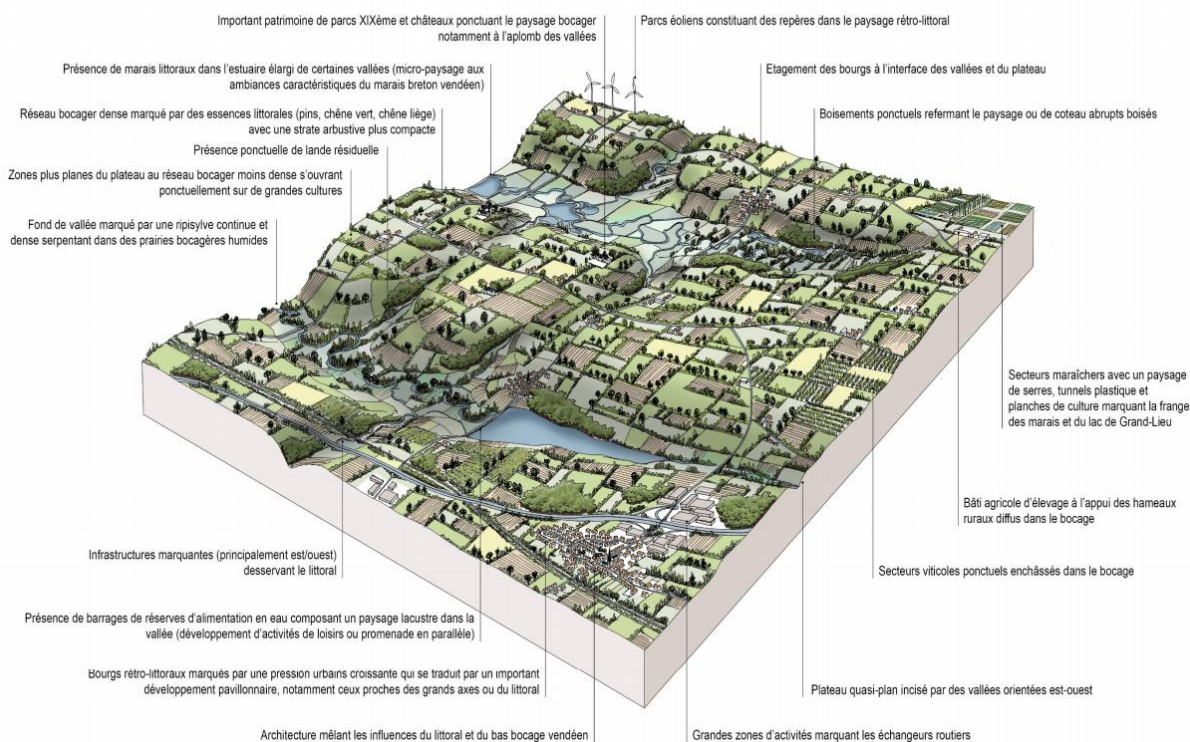 Important patrimoine de parcs XIXème et châteaux ponctuant le paysage bocager
notamment à l'aplomb des vallées
Parcs éoliens constituant des repères dans le paysage rétro-littoral
Présence de marais littoraux dans l'estuaire élargi de certaines vallées (micro-paysage aux
ambiances caractéristiques du marais breton vendéen)
Etagement des bourgs à l'interface des vallées et du plateau
Réseau bocager dense marqué par des essences littorales (pins, chêne vert, chêne liège)
avec une strate arbustive plus compacte
Boisements ponctuels refermant le paysage ou de coteau abrupts boisés
Présence ponctuelle de lande résiduelle
Zones plus planes du plateau au réseau bocager moins dense s'ouvrant
ponctuellement sur de grandes cultures
Fond de vallée marqué par une ripisylve continue et
dense serpentant dans des prairies bocagères humides
Secteurs maraîchers avec un paysage
de serres, tunnels plastique et
planches de culture marquant la frange
des marais et du lac de Grand-Lieu
Bâti agricole d'élevage à l'appui des hameaux
ruraux diffus dans le bocage
Infrastructures marquantes (principalement est/ouest)
desservant le littoral
Secteurs viticoles ponctuels enchâssés dans le bocage
Présence de barrages de réserves d'alimentation en eau composant un paysage lacustre dans la
vallée (développement d'activités de loisirs ou promenade en parallèle)
Bourgs rétro-littoraux marqués par une pression urbains croissante qui se traduit par un important
développement pavillonnaire, notamment ceux proches des grands axes ou du littoral
Plateau quasi-plan incisé par des vallées orientées est-ouest
Architecture mêlant les influences du littoral et du bas bocage vendéen
Grandes zones d'activités marquant les échangeurs routiers